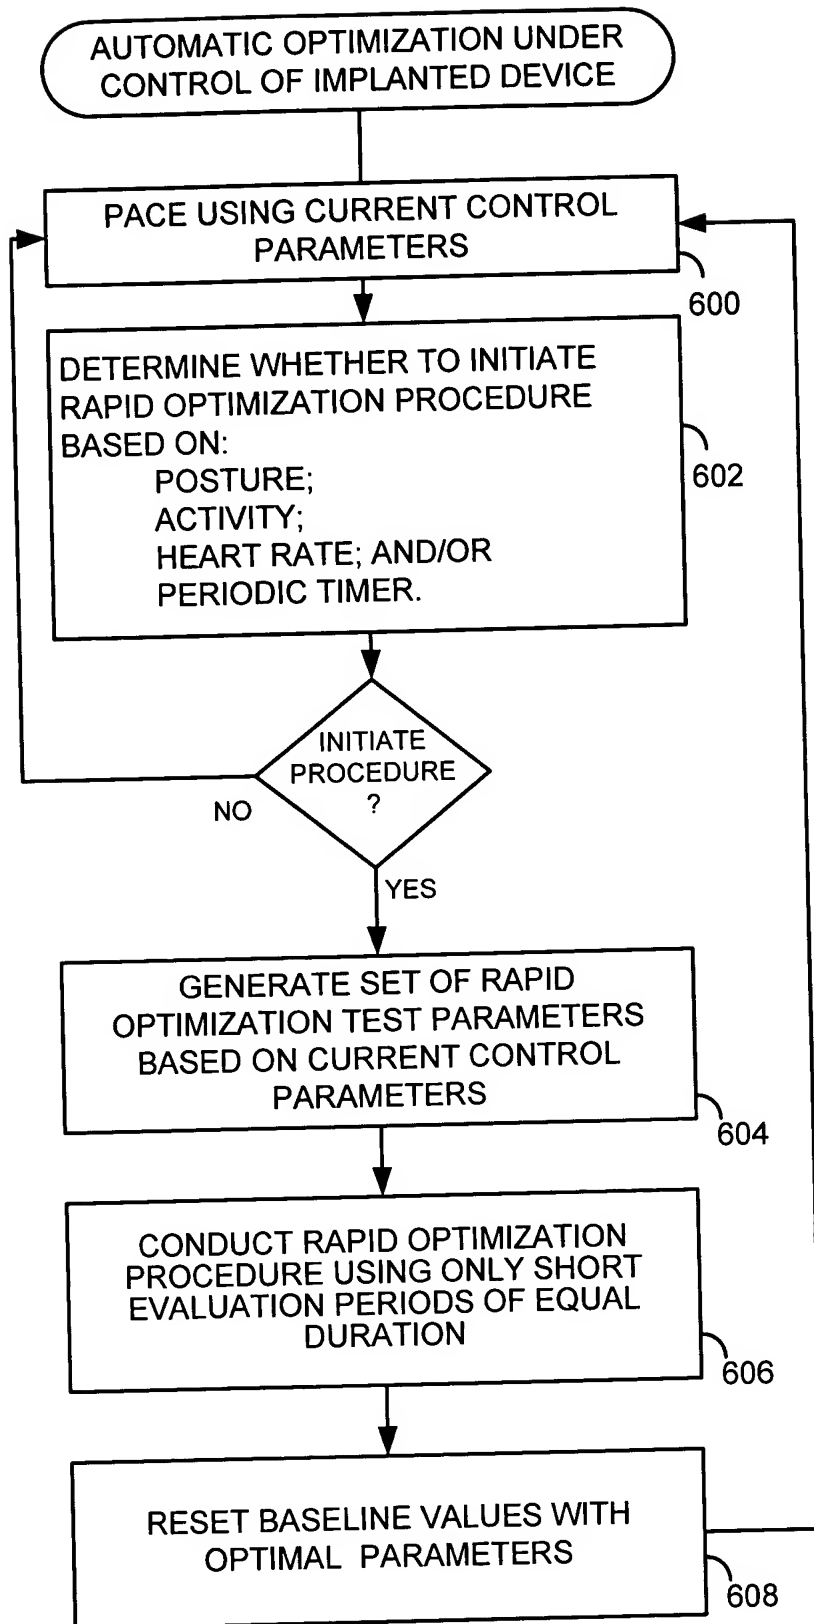 AUTOMATIC OPTIMIZATION UNDER
CONTROL OF IMPLANTED DEVICE
PACE USING CURRENT CONTROL
PARAMETERS
600
DETERMINE WHETHER TO INITIATE
RAPID OPTIMIZATION PROCEDURE
BASED ON:
POSTURE;
ACTIVITY;
HEART RATE; AND/OR
PERIODIC TIMER.
602
INITIATE
PROCEDURE
?
NO
YES
GENERATE SET OF RAPID
OPTIMIZATION TEST PARAMETERS
BASED ON CURRENT CONTROL
PARAMETERS
604
CONDUCT RAPID OPTIMIZATION
PROCEDURE USING ONLY SHORT
EVALUATION PERIODS OF EQUAL
DURATION
606
RESET BASELINE VALUES WITH
OPTIMAL PARAMETERS
608